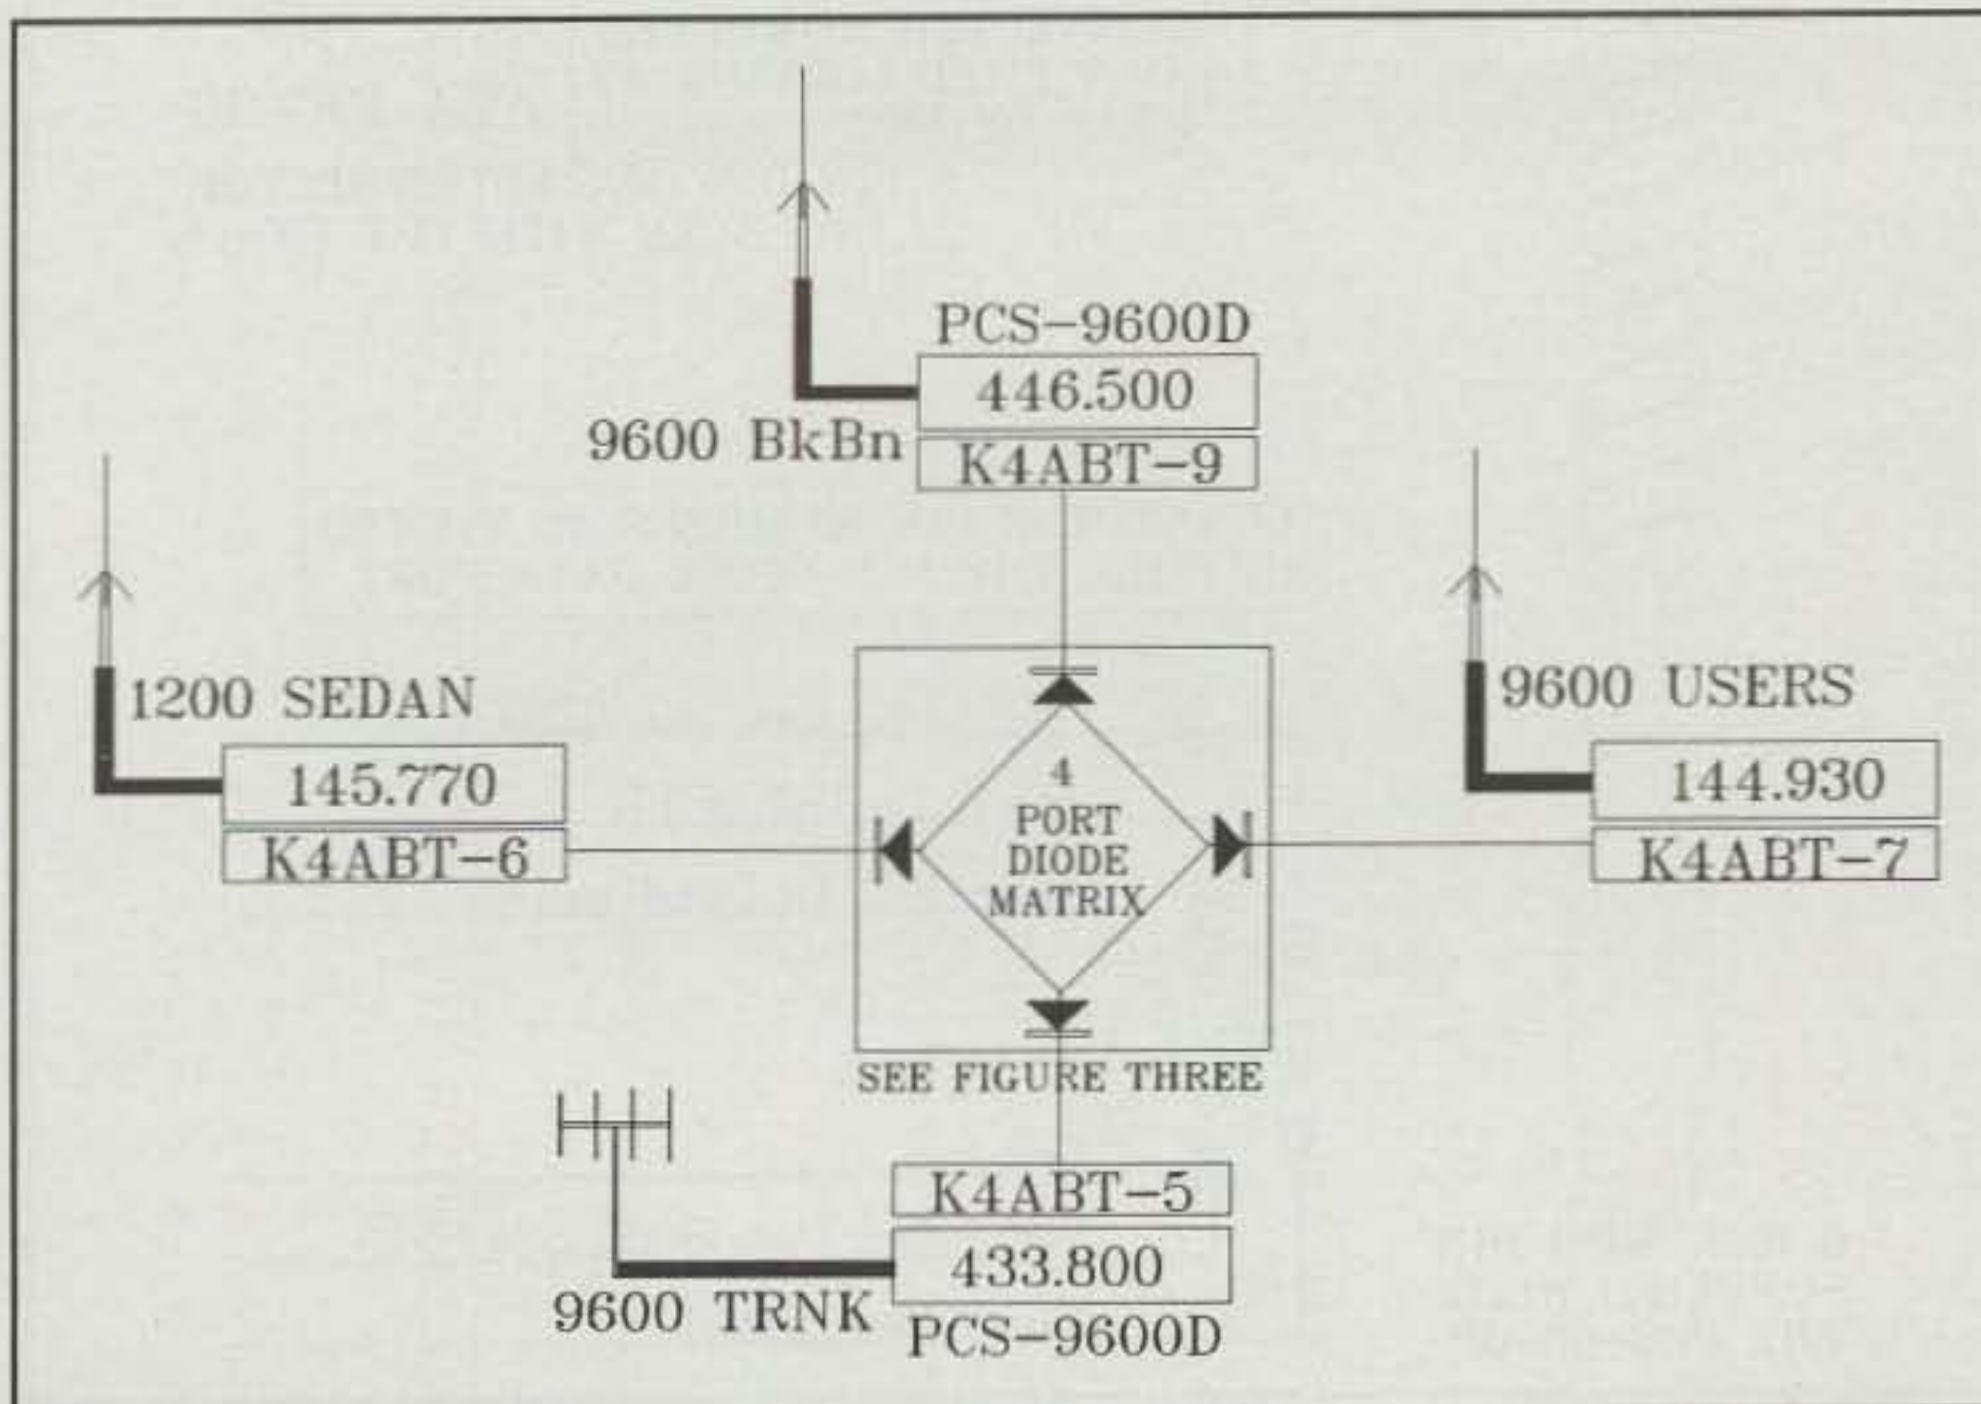 PCS-9600D
446.500
9600 BkBn
K4ABT-9
1200 SEDAN
145.770
K4ABT-6
4
PORT
DIODE
MATRIX
9600 USERS
144.930
K4ABT-7
SEE FIGURE THREE
K4ABT-5
433.800
9600 TRNK
PCS-9600D